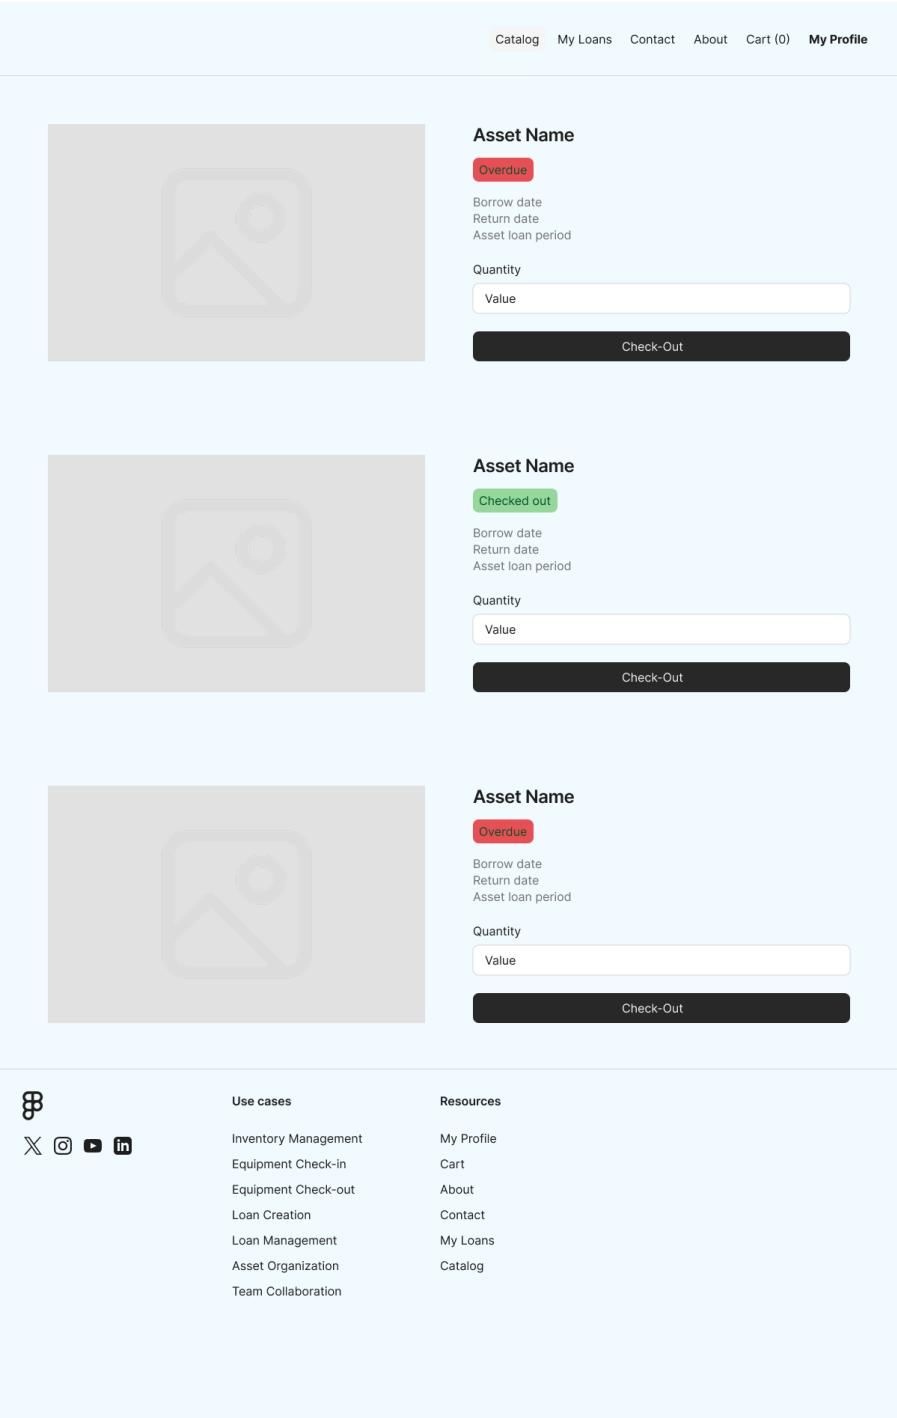 Catalog My Loans Contact About Cart (0) My Profile
Asset Name
Overdue
Borrow date
Return date
Asset loan period
Quantity
Value
Check-Out
Asset Name
Checked out
Borrow date
Return date
Asset loan period
Quantity
Value
Check-Out
Asset Name
Overdue
Borrow date
Return date
Asset loan period
Quantity
Value
Check-Out
Use cases
Inventory Management
Equipment Check-in
Equipment Check-out
Loan Creation
Loan Management
Asset Organization
Team Collaboration
Resources
My Profile
Cart
About
Contact
My Loans
Catalog